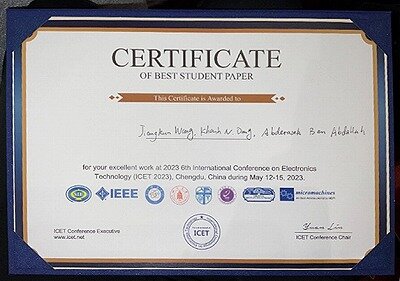 CERTIFICATE
OF BEST STUDENT PAPER
This Certificate is Awarded to
Jiangkun Wang, Khanh N. Dang, Abderazek Ben Abdallah
for your excellent work at 2023 6th International Conference on Electronics
Technology (ICET 2023), Chengdu, China during May 12-15, 2023.
IEEE
micromachines
ICET
ICET Conference Executive
www.icet.net
ICET Conference Chair